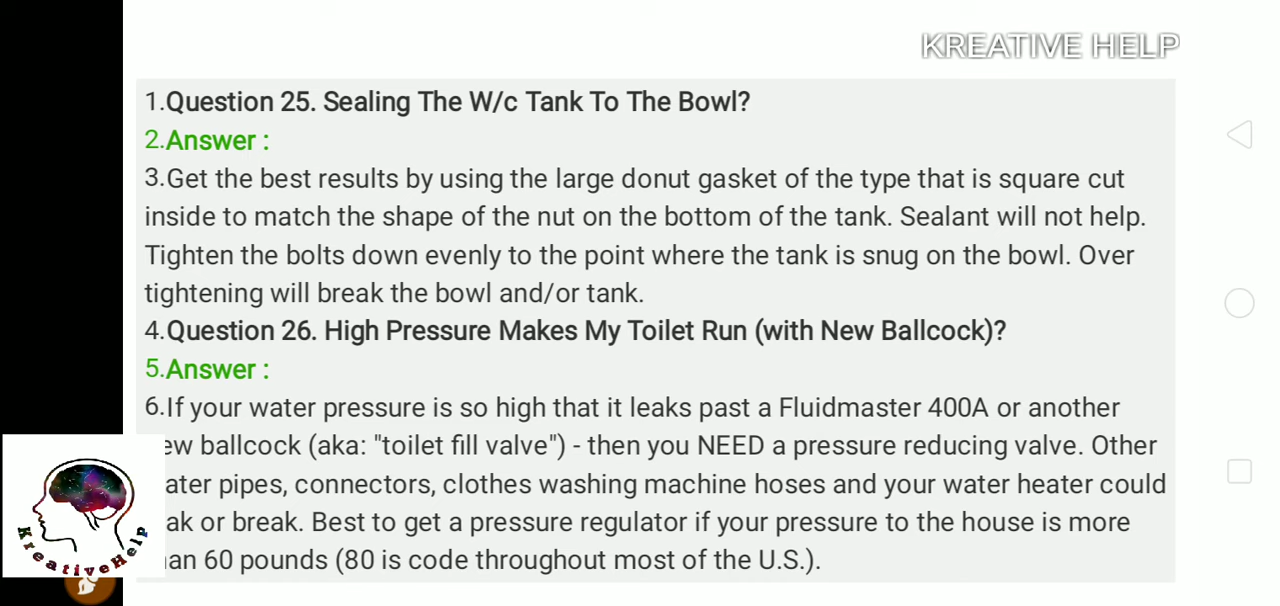 KREATIVE HELP
1.Question 25. Sealing The W/c Tank To The Bowl?
2.Answer :
3.Get the best results by using the large donut gasket of the type that is square cut
inside to match the shape of the nut on the bottom of the tank. Sealant will not help.
Tighten the bolts down evenly to the point where the tank is snug on the bowl. Over
tightening will break the bowl and/or tank.
4.Question 26. High Pressure Makes My Toilet Run (with New Ballcock)?
5.Answer :
6.If your water pressure is so high that it leaks past a Fluidmaster 400A or another
ballcock (aka: "toilet fill valve") - then you NEED a pressure reducing valve. Other
pipes, connectors, clothes washing machine hoses and your water heater could
or break. Best to get a pressure regulator if your pressure to the house is more
60 pounds (80 is code throughout most of the U.S.).
KreativeHelp